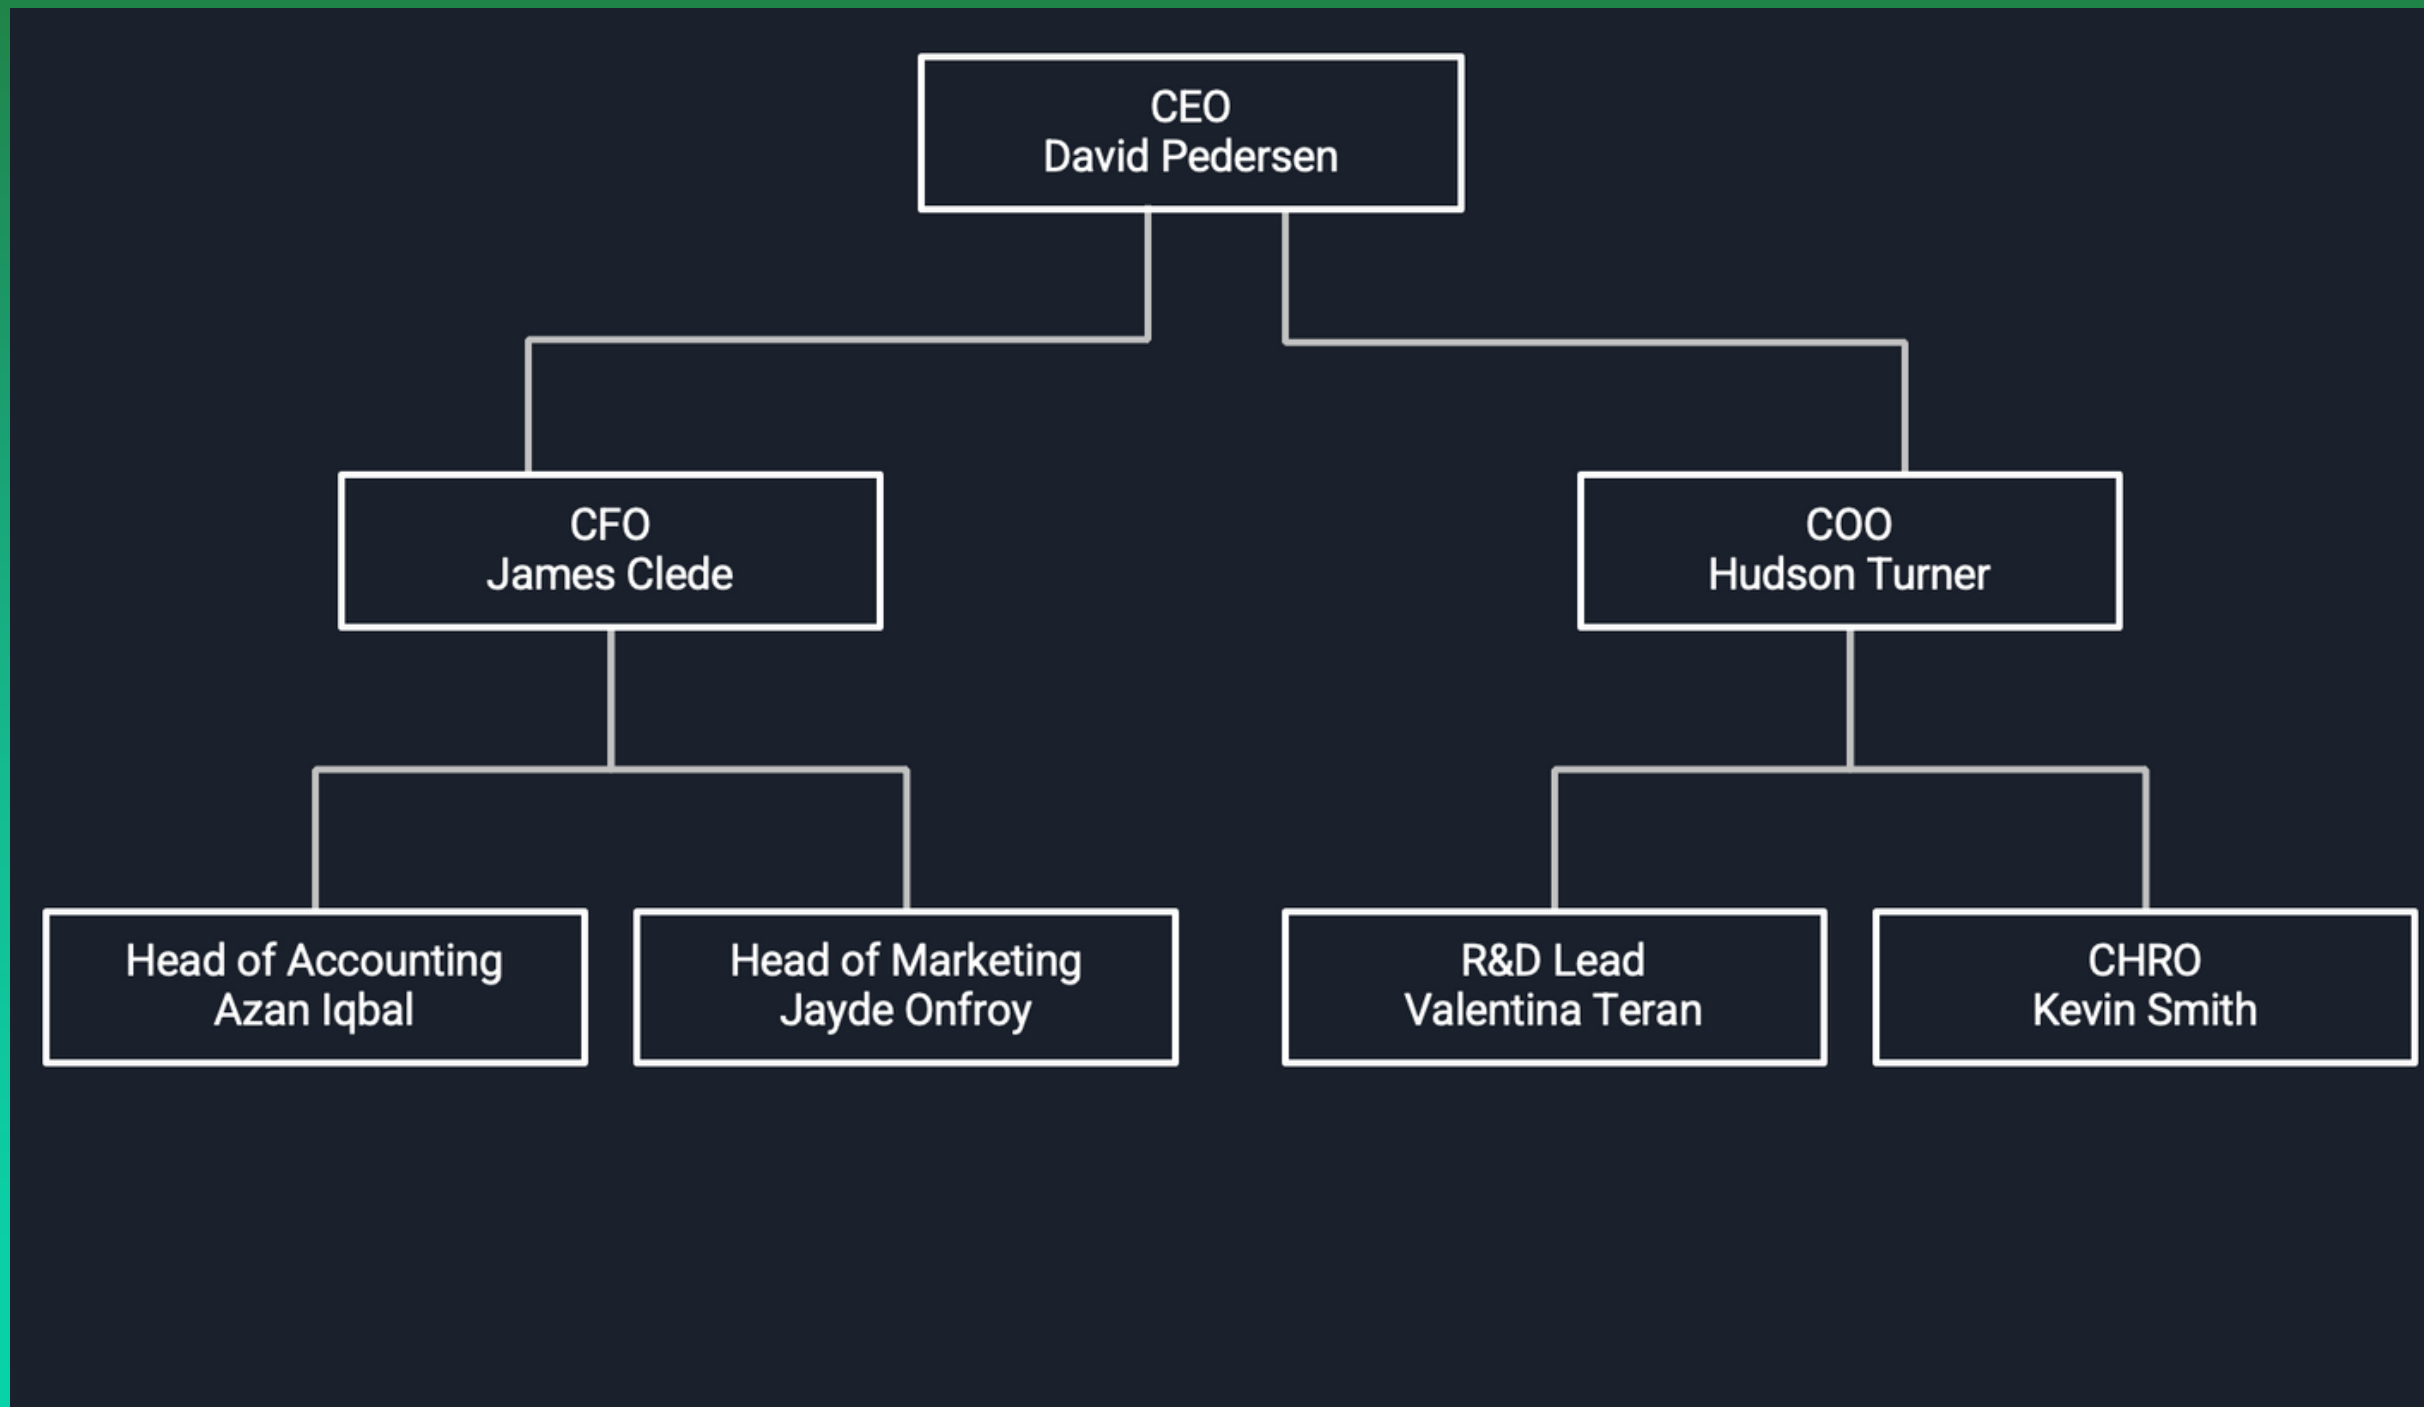 CEO
David Pedersen
CFO
James Clede
COO
Hudson Turner
Head of Accounting
Azan Iqbal
Head of Marketing
Jayde Onfroy
R&D Lead
Valentina Teran
CHRO
Kevin Smith